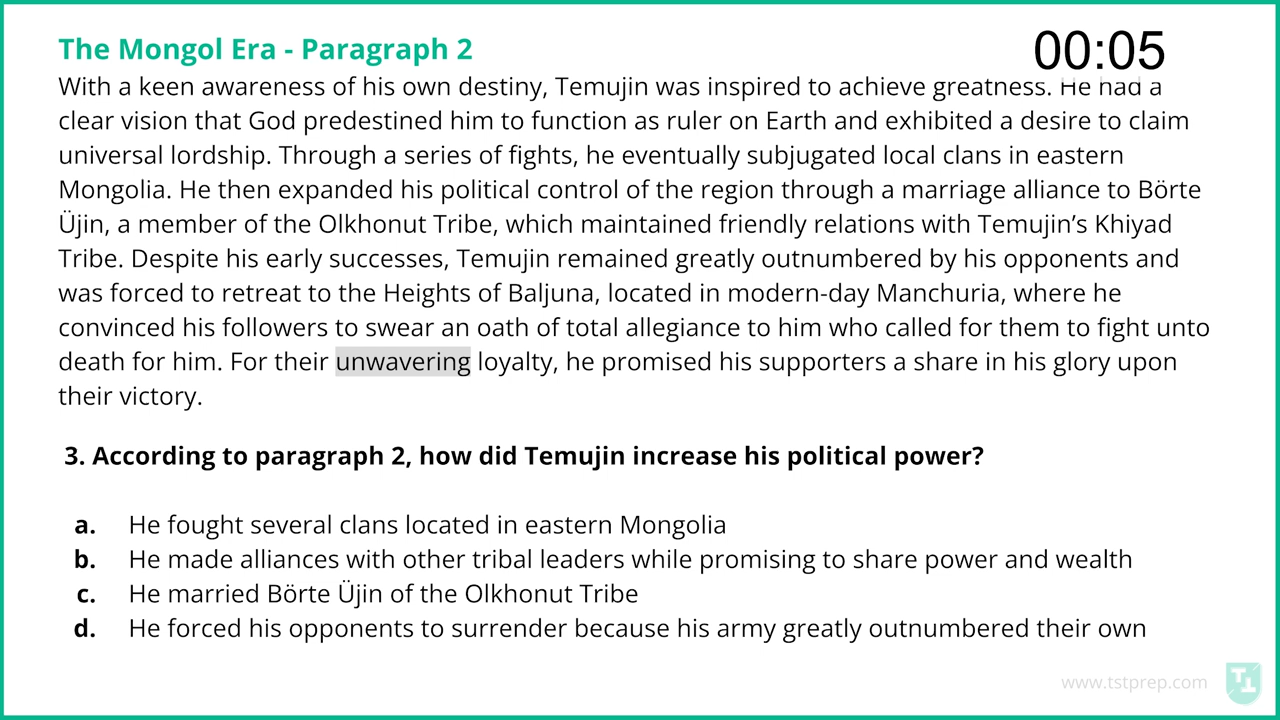 The Mongol Era - Paragraph 2
00:05
With a keen awareness of his own destiny, Temujin was inspired to achieve greatness. He had a
clear vision that God predestined him to function as ruler on Earth and exhibited a desire to claim
universal lordship. Through a series of fights, he eventually subjugated local clans in eastern
Mongolia. He then expanded his political control of the region through a marriage alliance to Börte
Üjin, a member of the Olkhonut Tribe, which maintained friendly relations with Temujin’s Khiyad
Tribe. Despite his early successes, Temujin remained greatly outnumbered by his opponents and
was forced to retreat to the Heights of Baljuna, located in modern-day Manchuria, where he
convinced his followers to swear an oath of total allegiance to him who called for them to fight unto
death for him. For their unwavering loyalty, he promised his supporters a share in his glory upon
their victory.
3. According to paragraph 2, how did Temujin increase his political power?
a. He fought several clans located in eastern Mongolia
b. He made alliances with other tribal leaders while promising to share power and wealth
c. He married Börte Üjin of the Olkhonut Tribe
d. He forced his opponents to surrender because his army greatly outnumbered their own
www.tstprep.com